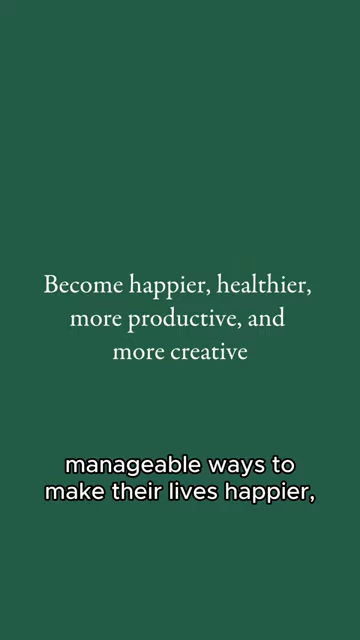 Become happier, healthier,
more productive, and
more creative
manageable ways to
make their lives happier,